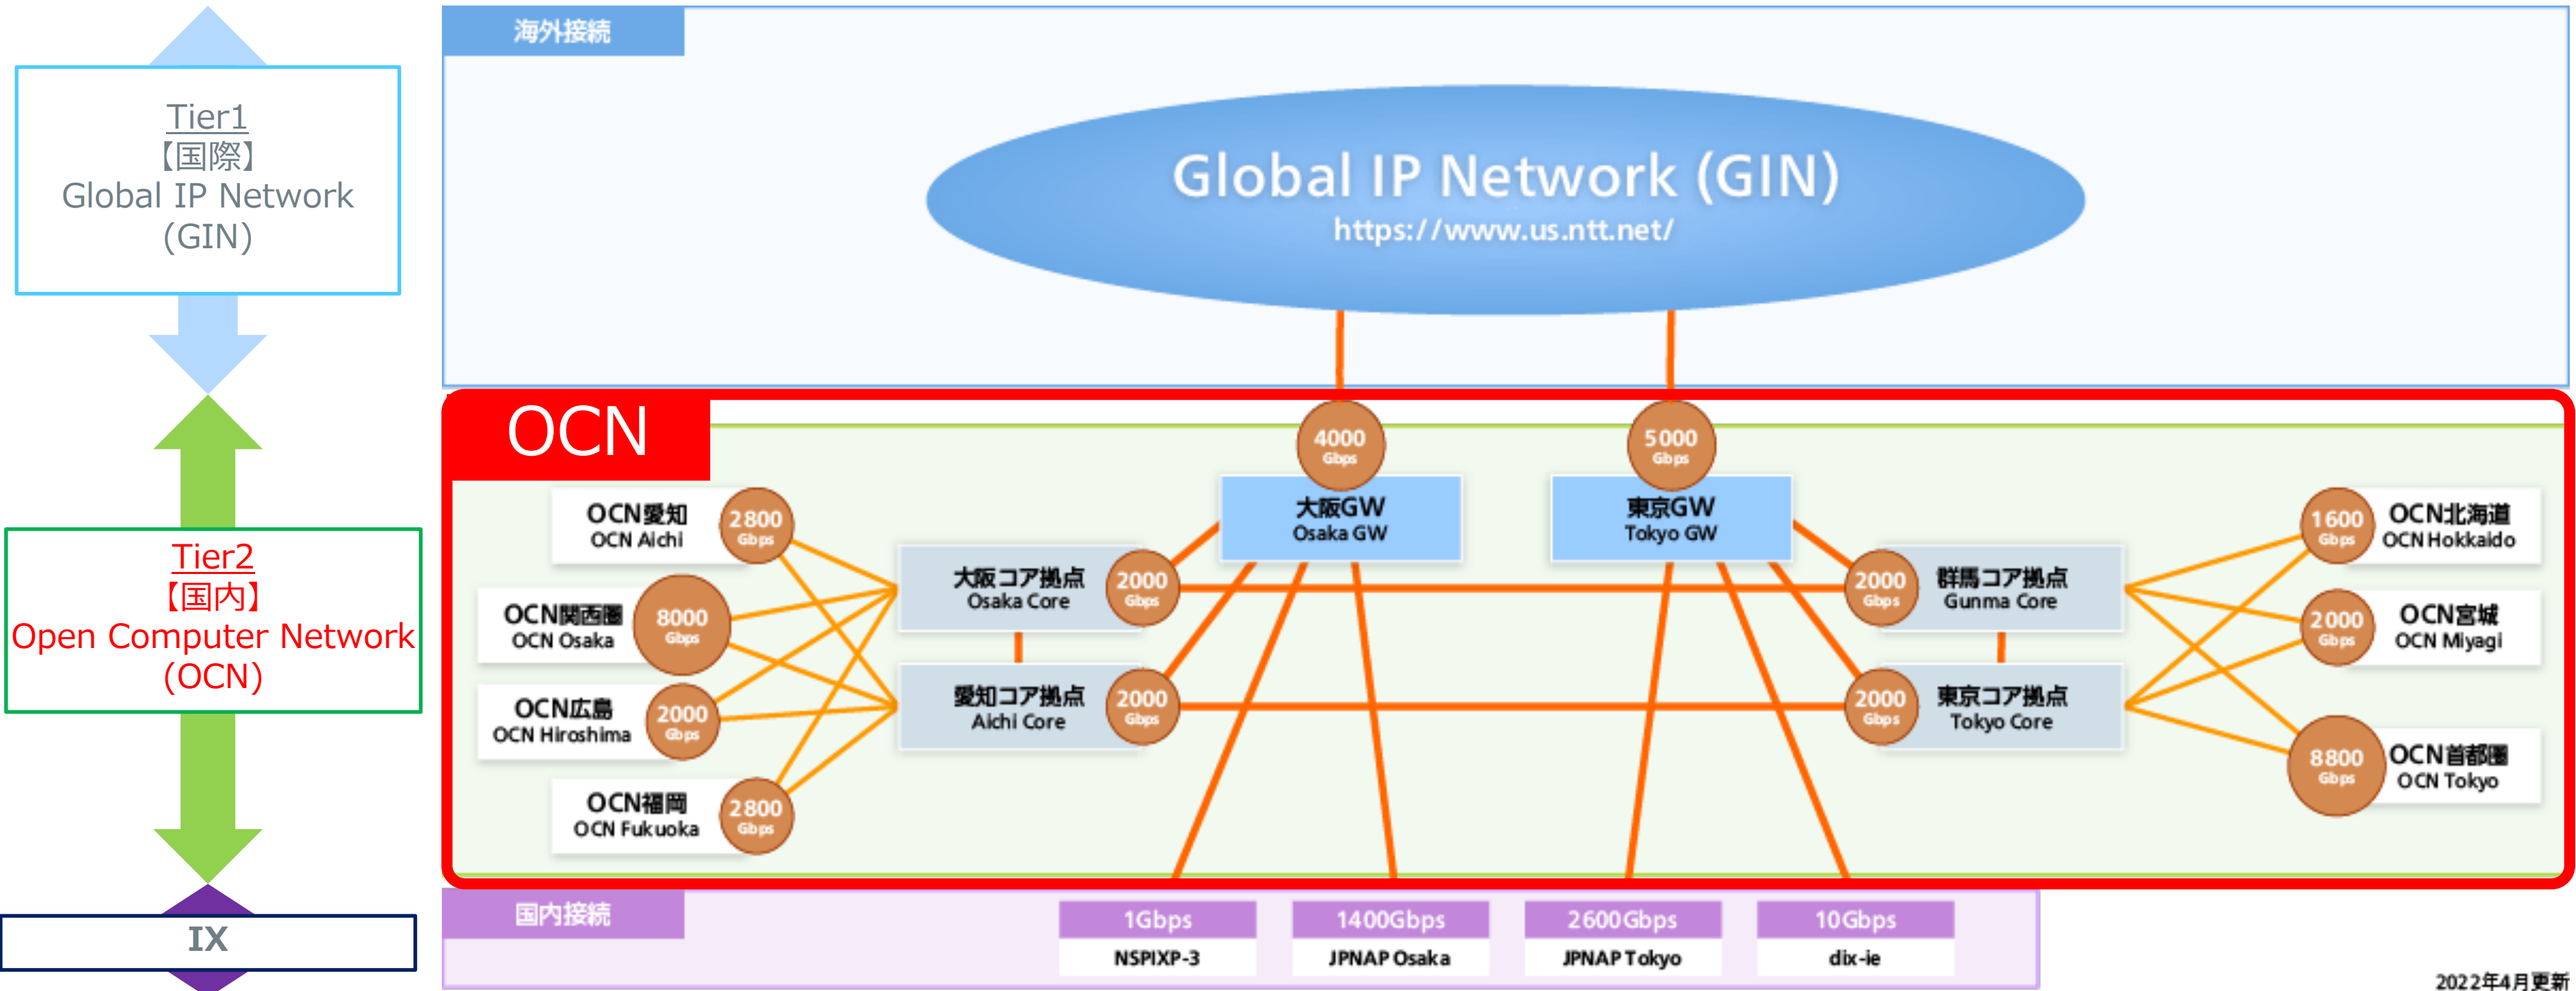 Tier1
【国際】
Global IP Network
(GIN)
Tier2
【国内】
Open Computer Network
(OCN)
IX
海外接続
Global IP Network (GIN)
https://www.us.ntt.net/
OCN
4000
Gbps
5000
Gbps
大阪GW
Osaka GW
東京GW
Tokyo GW
OCN愛知
OCN Aichi
2800
Gbps
OCN関西圏
OCN Osaka
8000
Gbps
OCN広島
OCN Hiroshima
2000
Gbps
OCN福岡
OCN Fukuoka
2800
Gbps
大阪コア拠点
Osaka Core
2000
Gbps
愛知コア拠点
Aichi Core
2000
Gbps
2000
Gbps
群馬コア拠点
Gunma Core
2000
Gbps
東京コア拠点
Tokyo Core
1600
Gbps
OCN北海道
OCN Hokkaido
2000
Gbps
OCN宮城
OCN Miyagi
8800
Gbps
OCN首都圏
OCN Tokyo
国内接続
1Gbps
NSPIXP-3
1400Gbps
JPNAP Osaka
2600Gbps
JPNAP Tokyo
10Gbps
dix-ie
2022年4月更新